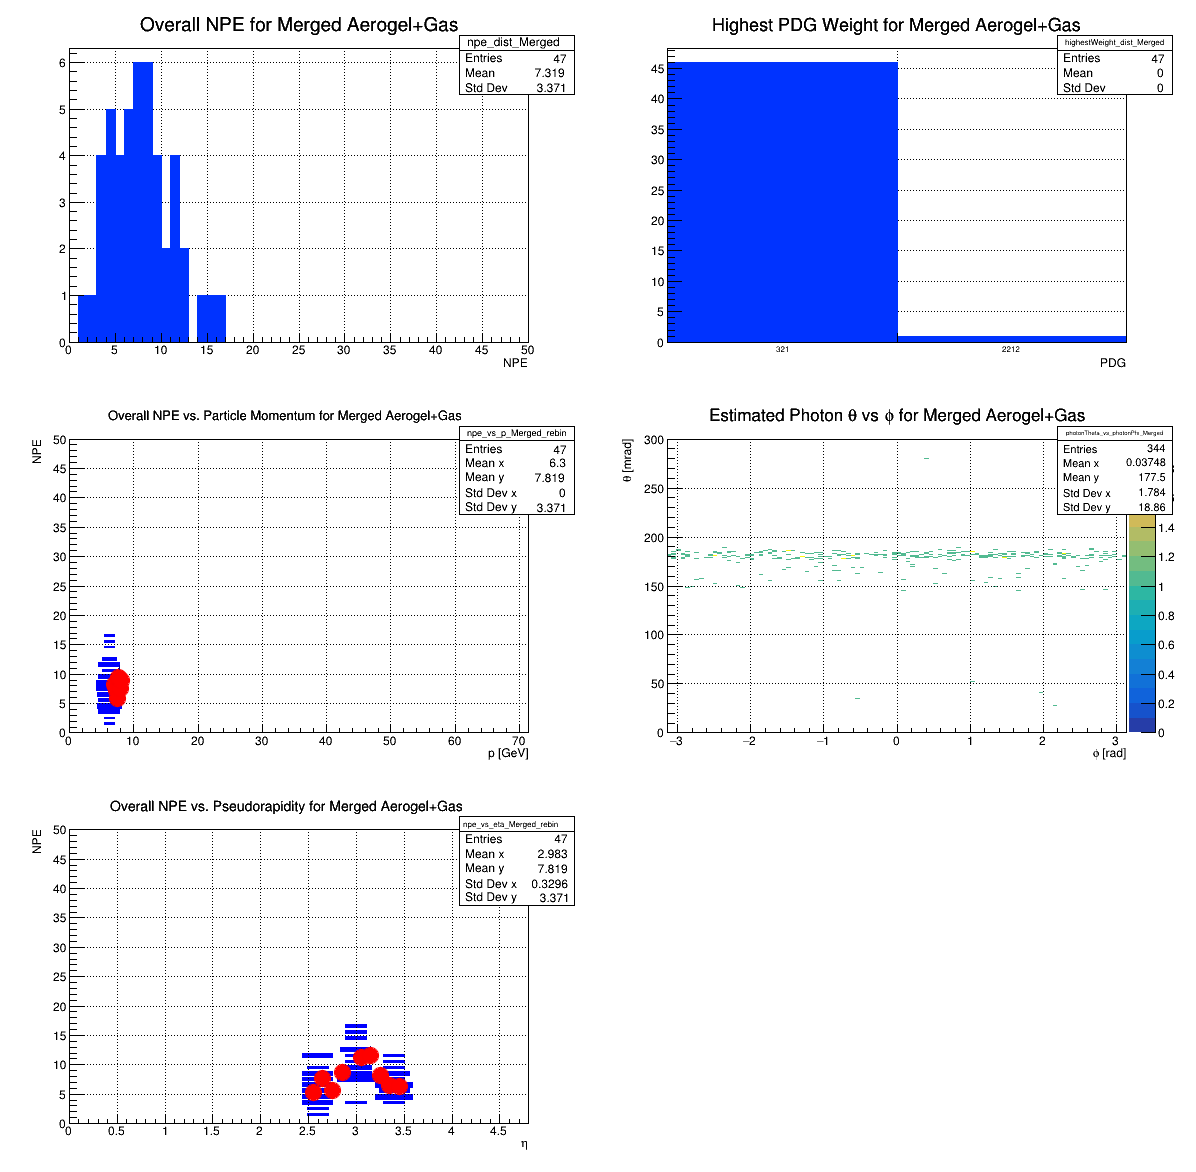 Overall NPE for Merged Aerogel+Gas
npe_dist_Merged
Entries 47
Mean 7.319
Std Dev 3.371
6
5
4
3
2
1
0
0 5 10 15 20 25 30 35 40 45 50
NPE
Highest PDG Weight for Merged Aerogel+Gas
highestWeight_dist_Merged
Entries 47
Mean 0
Std Dev 0
45
40
35
30
25
20
15
10
5
0
321 2212
PDG
Overall NPE vs. Particle Momentum for Merged Aerogel+Gas
npe_vs_p_Merged_rebin
Entries 47
Mean x 6.3
Mean y 7.819
Std Dev x 0
Std Dev y 3.371
NPE
50
45
40
35
30
25
20
15
10
5
0
0 10 20 30 40 50 60 70
p [GeV]
Estimated Photon θ vs ϕ for Merged Aerogel+Gas
photonTheta_vs_photonPhi_Merged
Entries 344
Mean x 0.03748
Mean y 177.5
Std Dev x 1.784
Std Dev y 18.86
θ [mrad]
300
250
200
150
100
50
0
−3 −2 −1 0 1 2 3
ϕ [rad]
1.4
1.2
1
0.8
0.6
0.4
0.2
0
Overall NPE vs. Pseudorapidity for Merged Aerogel+Gas
npe_vs_eta_Merged_rebin
Entries 47
Mean x 2.983
Mean y 7.819
Std Dev x 0.3296
Std Dev y 3.371
NPE
50
45
40
35
30
25
20
15
10
5
0
0 0.5 1 1.5 2 2.5 3 3.5 4 4.5
η